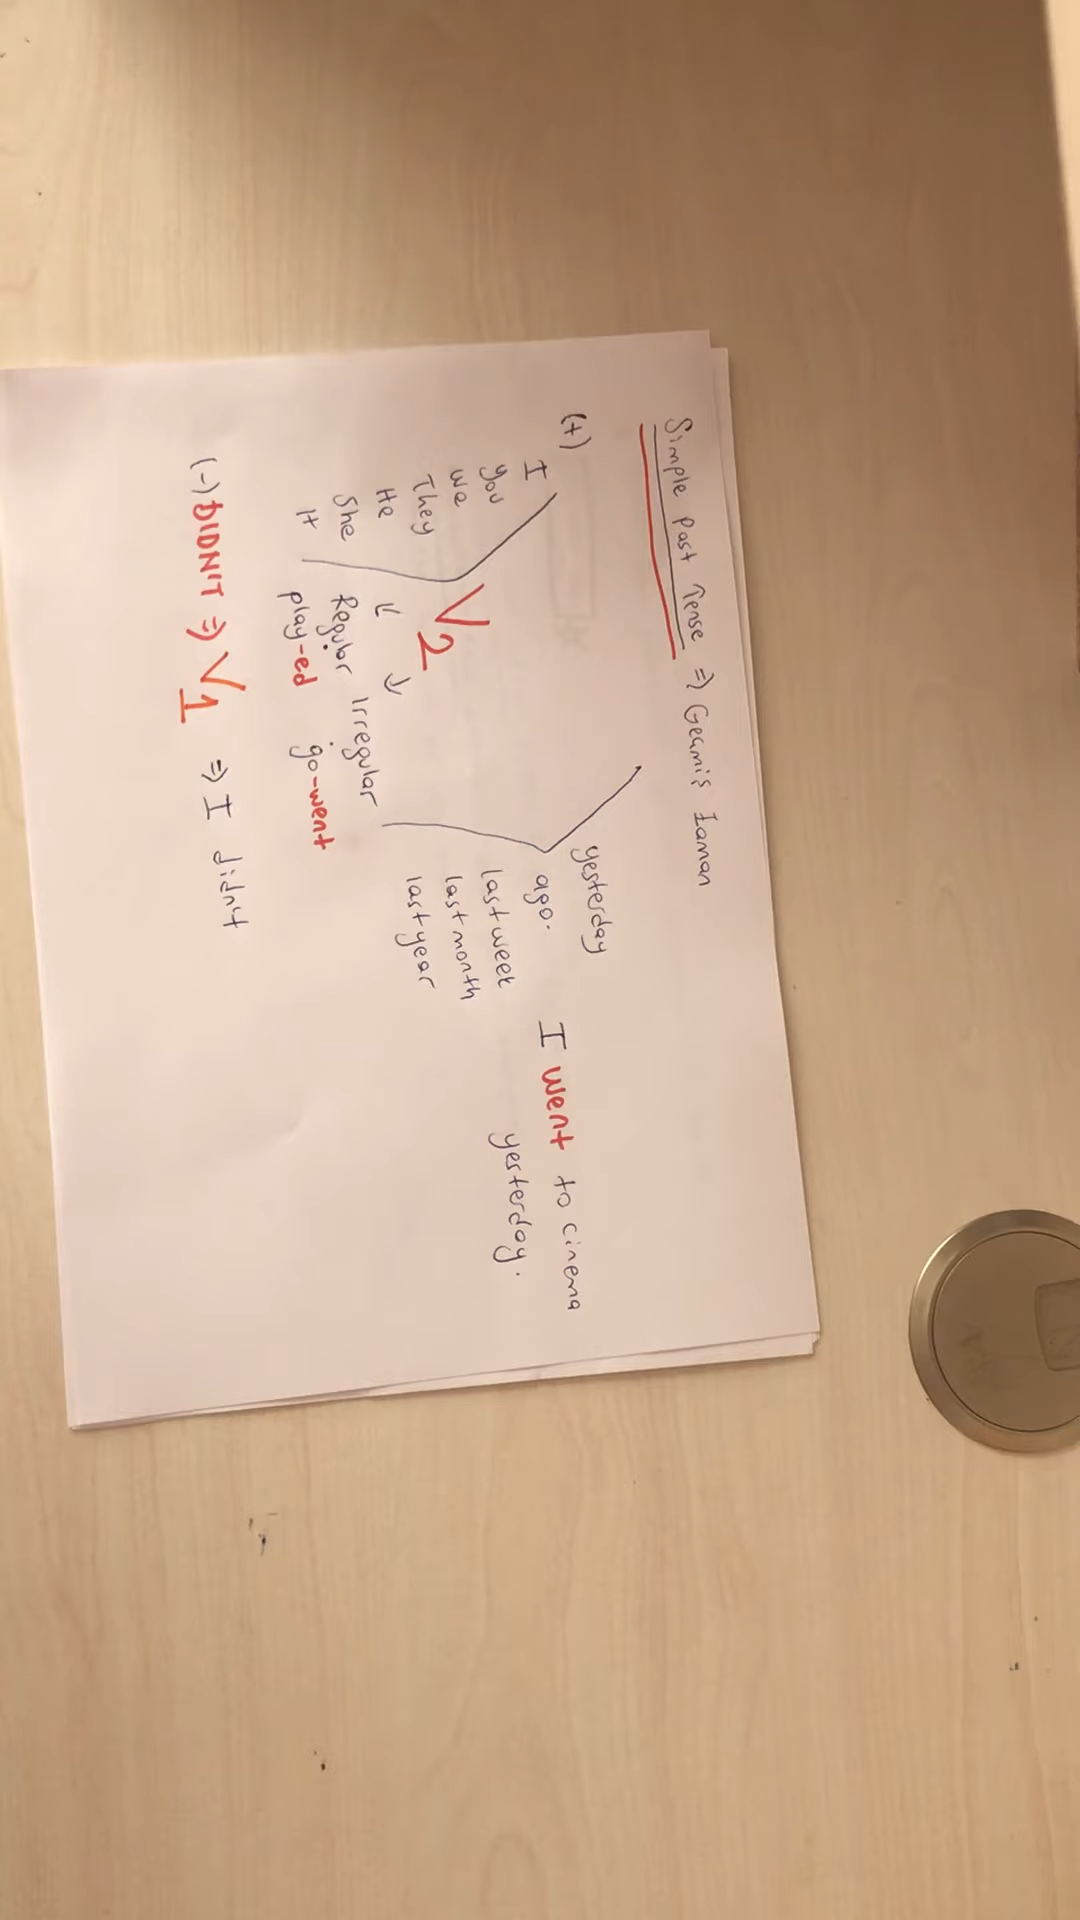 Simple Past Tense => Geçmiş Zaman
(+)
I
you
we
They
He
She
It
V2
Regular Irregular
play-ed go-went
yesterday
ago.
last week
last month
last year
I went to cinema
yesterday.
(-) DIDN'T => V1 => I didn't